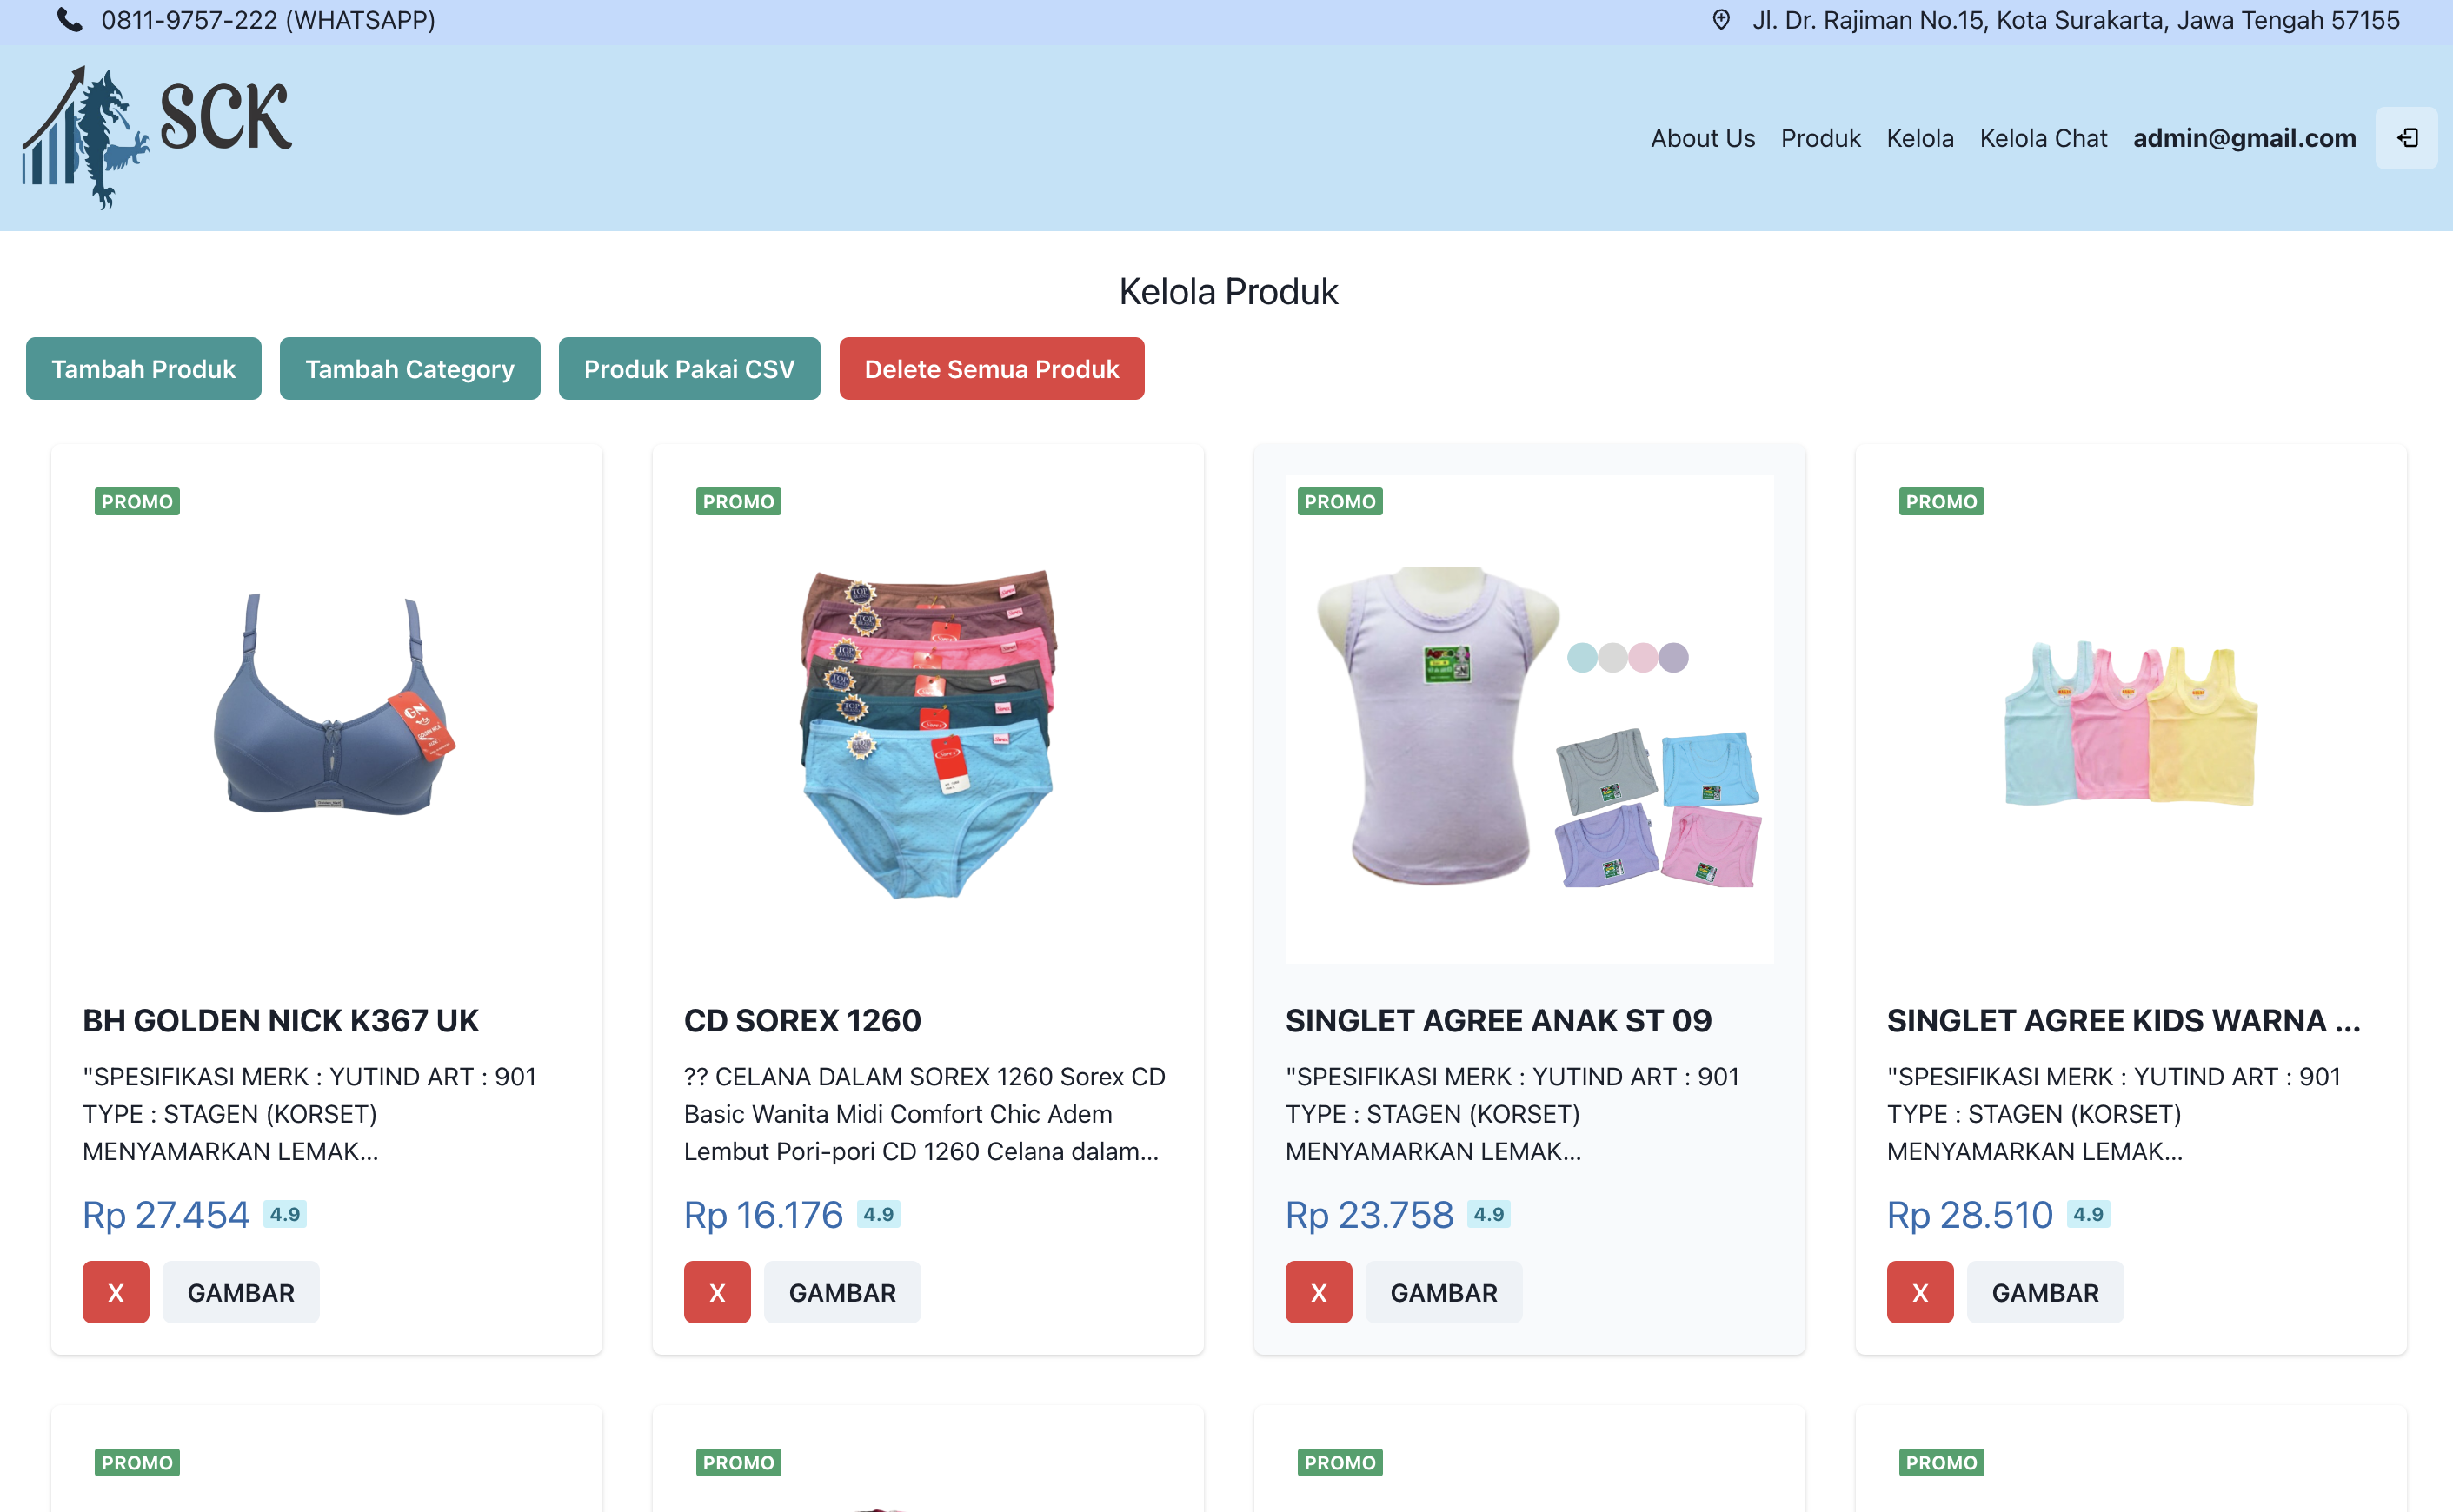 0811-9757-222 (WHATSAPP)
Jl. Dr. Rajiman No.15, Kota Surakarta, Jawa Tengah 57155
SCK
About Us Produk Kelola Kelola Chat admin@gmail.com
Kelola Produk
Tambah Produk Tambah Category Produk Pakai CSV Delete Semua Produk
PROMO
GN
BH GOLDEN NICK K367 UK
"SPESIFIKASI MERK : YUTIND ART : 901
TYPE : STAGEN (KORSET)
MENYAMARKAN LEMAK...
Rp 27.454 4.9
X GAMBAR
PROMO
TOP
TOP
TOP
TOP
TOP
CD SOREX 1260
?? CELANA DALAM SOREX 1260 Sorex CD
Basic Wanita Midi Comfort Chic Adem
Lembut Pori-pori CD 1260 Celana dalam...
Rp 16.176 4.9
X GAMBAR
PROMO
SINGLET AGREE ANAK ST 09
"SPESIFIKASI MERK : YUTIND ART : 901
TYPE : STAGEN (KORSET)
MENYAMARKAN LEMAK...
Rp 23.758 4.9
X GAMBAR
PROMO
SINGLET AGREE KIDS WARNA ...
"SPESIFIKASI MERK : YUTIND ART : 901
TYPE : STAGEN (KORSET)
MENYAMARKAN LEMAK...
Rp 28.510 4.9
X GAMBAR
PROMO
PROMO
PROMO
PROMO